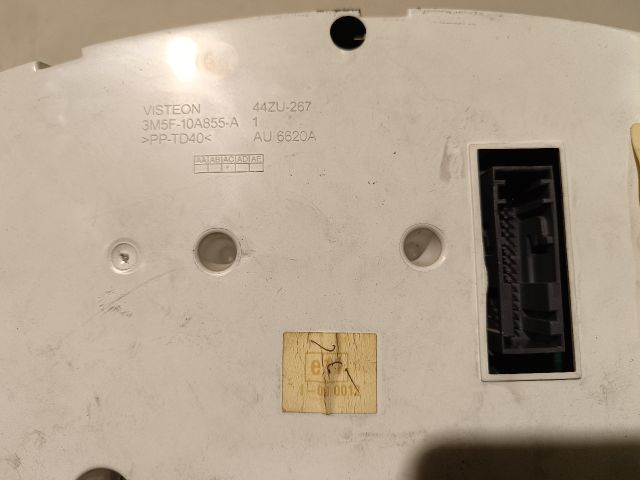 VISTEON 44ZU-267
3M5F-10A855-A 1
>PP-TD40< AU 6620A
AA AB AC AD AE
e